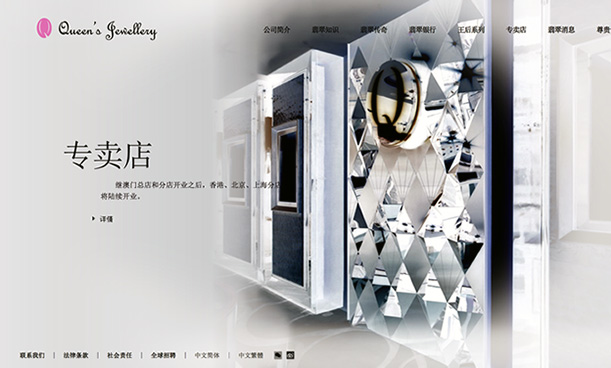 Queen's Jewellery
公司简介 翡翠知识 翡翠传奇 翡翠银行 王后系列 专卖店 翡翠消息 尊贵
Q
专卖店
继澳门总店和分店开业之后，香港、北京、上海分店
将陆续开业。
详情
联系我们 | 法律条款 | 社会责任 | 全球招聘 | 中文简体 | 中文繁體